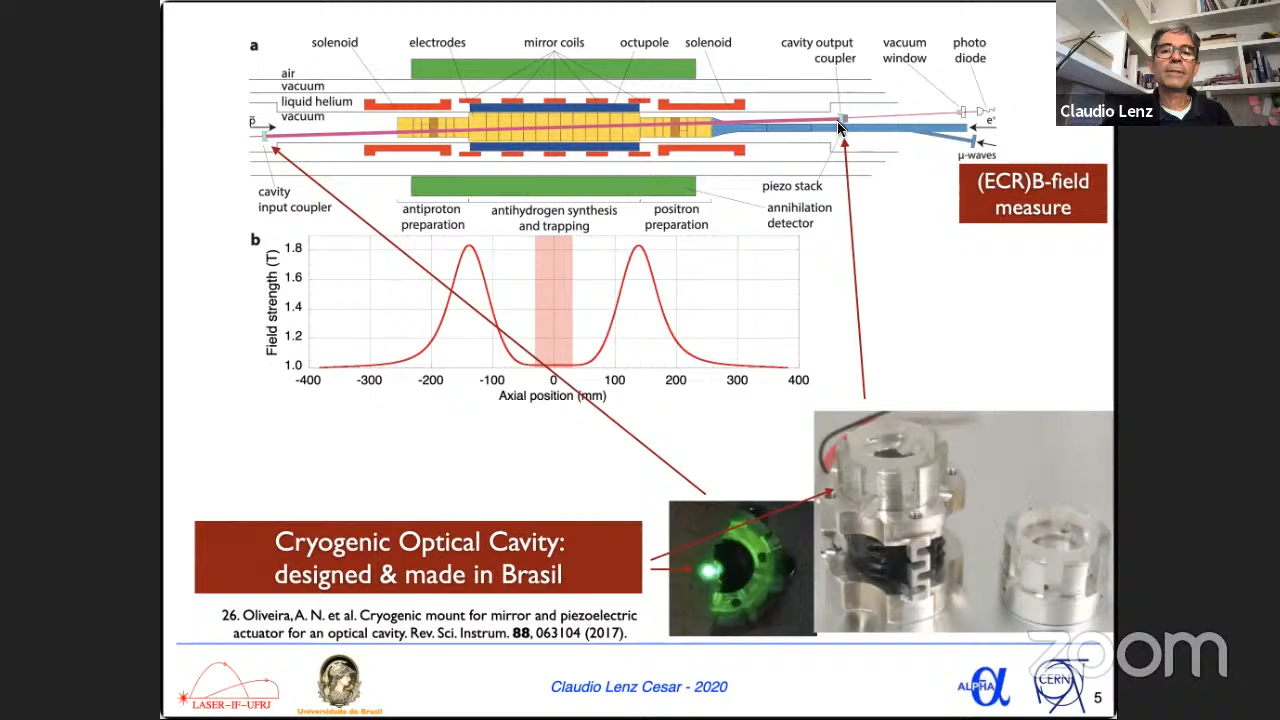 a
solenoid electrodes mirror coils octupole solenoid cavity output coupler vacuum window photo diode
air
vacuum
liquid helium
vacuum
p̄
e⁺
μ-waves
cavity input coupler
antiproton preparation
antihydrogen synthesis and trapping
positron preparation
piezo stack
annihilation detector
Claudio Lenz
(ECR)B-field
measure
b
Field strength (T)
1.8
1.6
1.4
1.2
1.0
-400 -300 -200 -100 0 100 200 300 400
Axial position (mm)
Cryogenic Optical Cavity:
designed & made in Brasil
26. Oliveira, A. N. et al. Cryogenic mount for mirror and piezoelectric
actuator for an optical cavity. Rev. Sci. Instrum. 88, 063104 (2017).
zoom
LASER-IF-UFRJ
Universidade do Brasil
Claudio Lenz Cesar - 2020
ALPHA
CERN
5